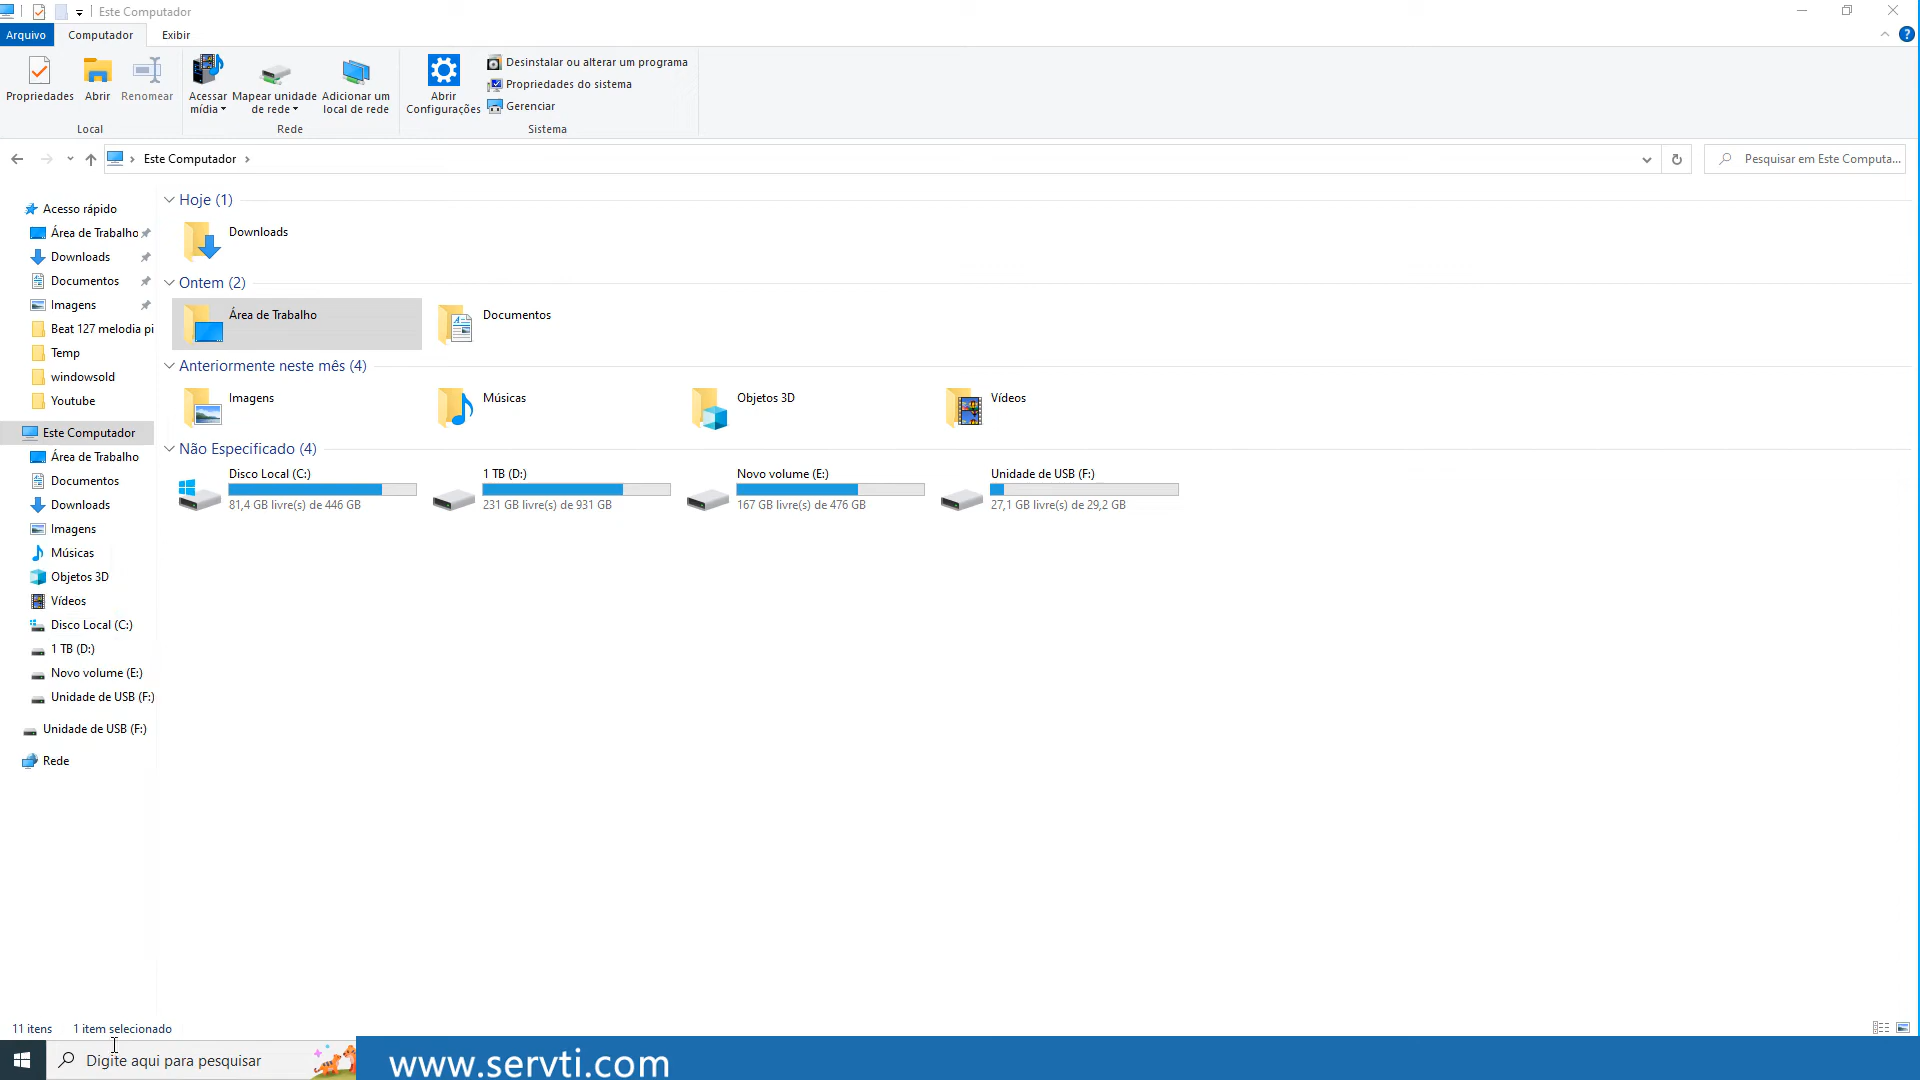 Este Computador
Arquivo
Computador
Exibir
Propriedades
Abrir
Renomear
Acessar
mídia
Mapear unidade
de rede
Adicionar um
local de rede
Abrir
Configurações
Desinstalar ou alterar um programa
Propriedades do sistema
Gerenciar
Local
Rede
Sistema
Este Computador
Pesquisar em Este Computa...
Acesso rápido
Área de Trabalho
Downloads
Documentos
Imagens
Beat 127 melodia pi
Temp
windowsold
Youtube
Este Computador
Área de Trabalho
Documentos
Downloads
Imagens
Músicas
Objetos 3D
Vídeos
Disco Local (C:)
1 TB (D:)
Novo volume (E:)
Unidade de USB (F:)
Unidade de USB (F:)
Rede
Hoje (1)
Downloads
Ontem (2)
Área de Trabalho
Documentos
Anteriormente neste mês (4)
Imagens
Músicas
Objetos 3D
Vídeos
Não Especificado (4)
Disco Local (C:)
81,4 GB livre(s) de 446 GB
1 TB (D:)
231 GB livre(s) de 931 GB
Novo volume (E:)
167 GB livre(s) de 476 GB
Unidade de USB (F:)
27,1 GB livre(s) de 29,2 GB
11 itens
1 item selecionado
Digite aqui para pesquisar
www.servti.com